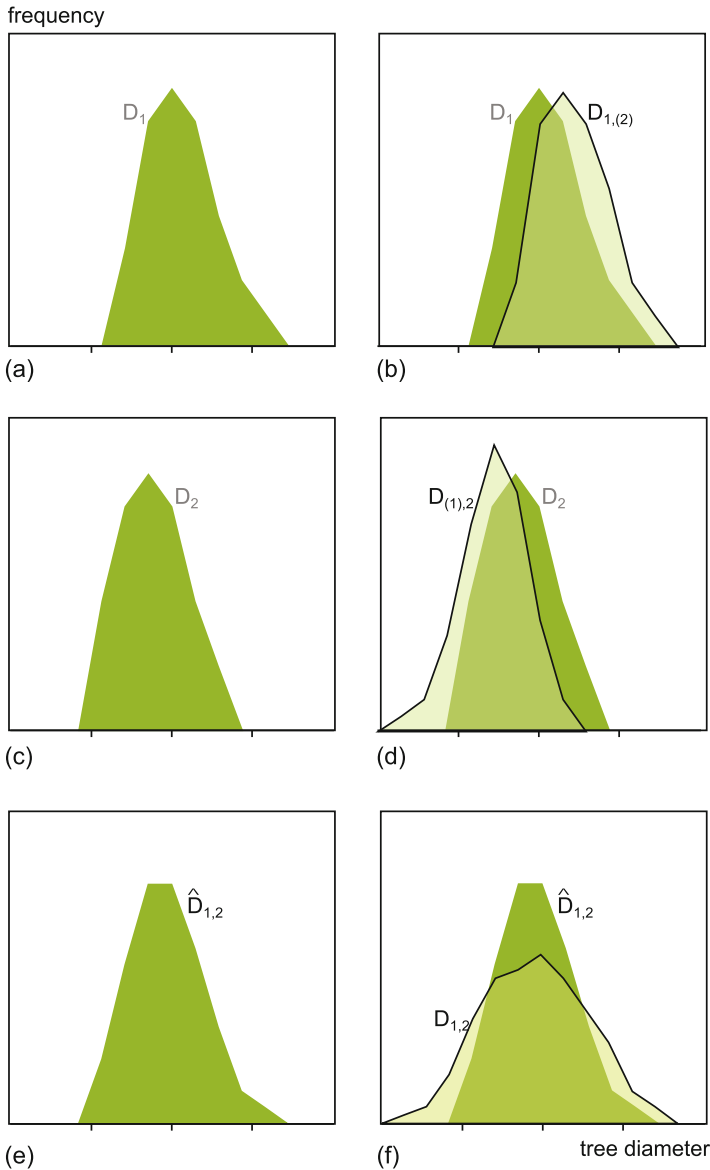 frequency
D1
D1 D1,(2)
(a) (b)
D2
D(1),2 D2
(c) (d)
D̂1,2
D̂1,2
D1,2
(e) (f)
tree diameter